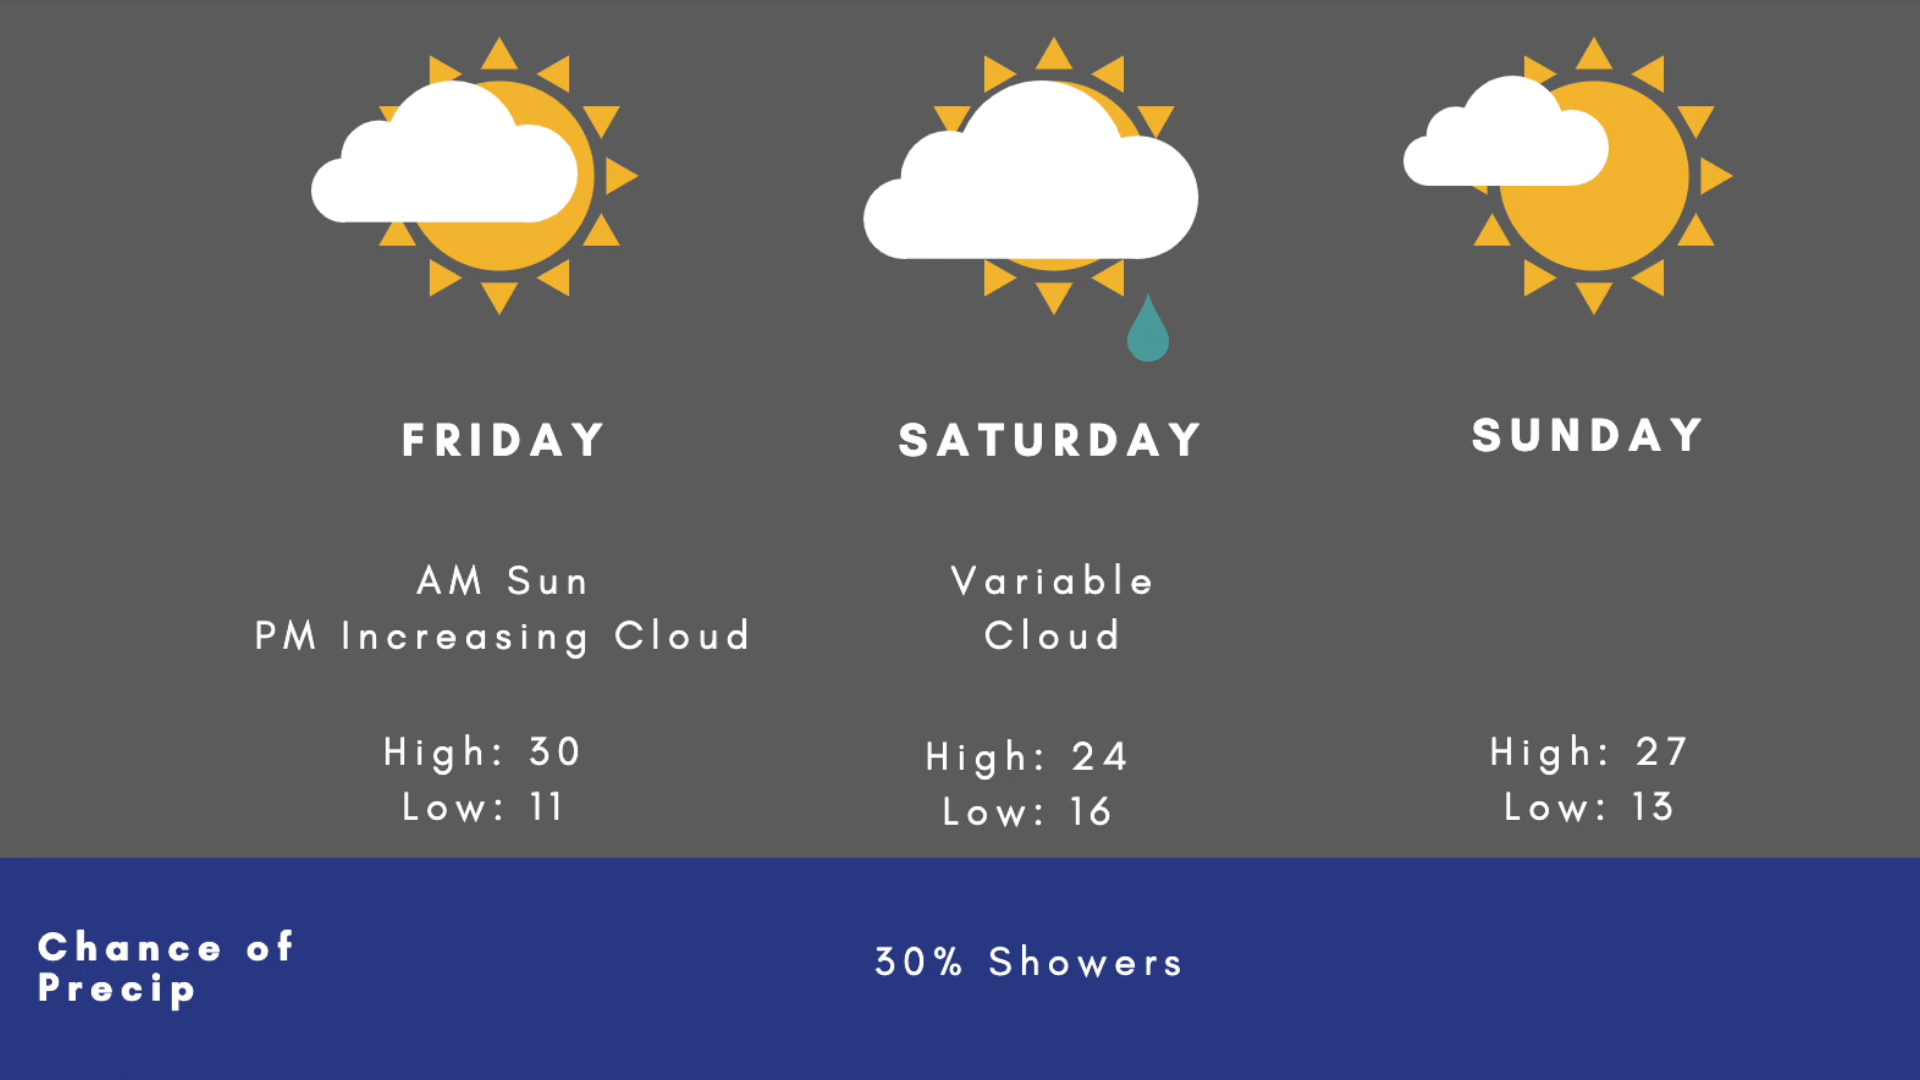 FRIDAY
AM Sun
PM Increasing Cloud
High: 30
Low: 11
SATURDAY
Variable
Cloud
High: 24
Low: 16
SUNDAY
High: 27
Low: 13
Chance of
Precip
30% Showers